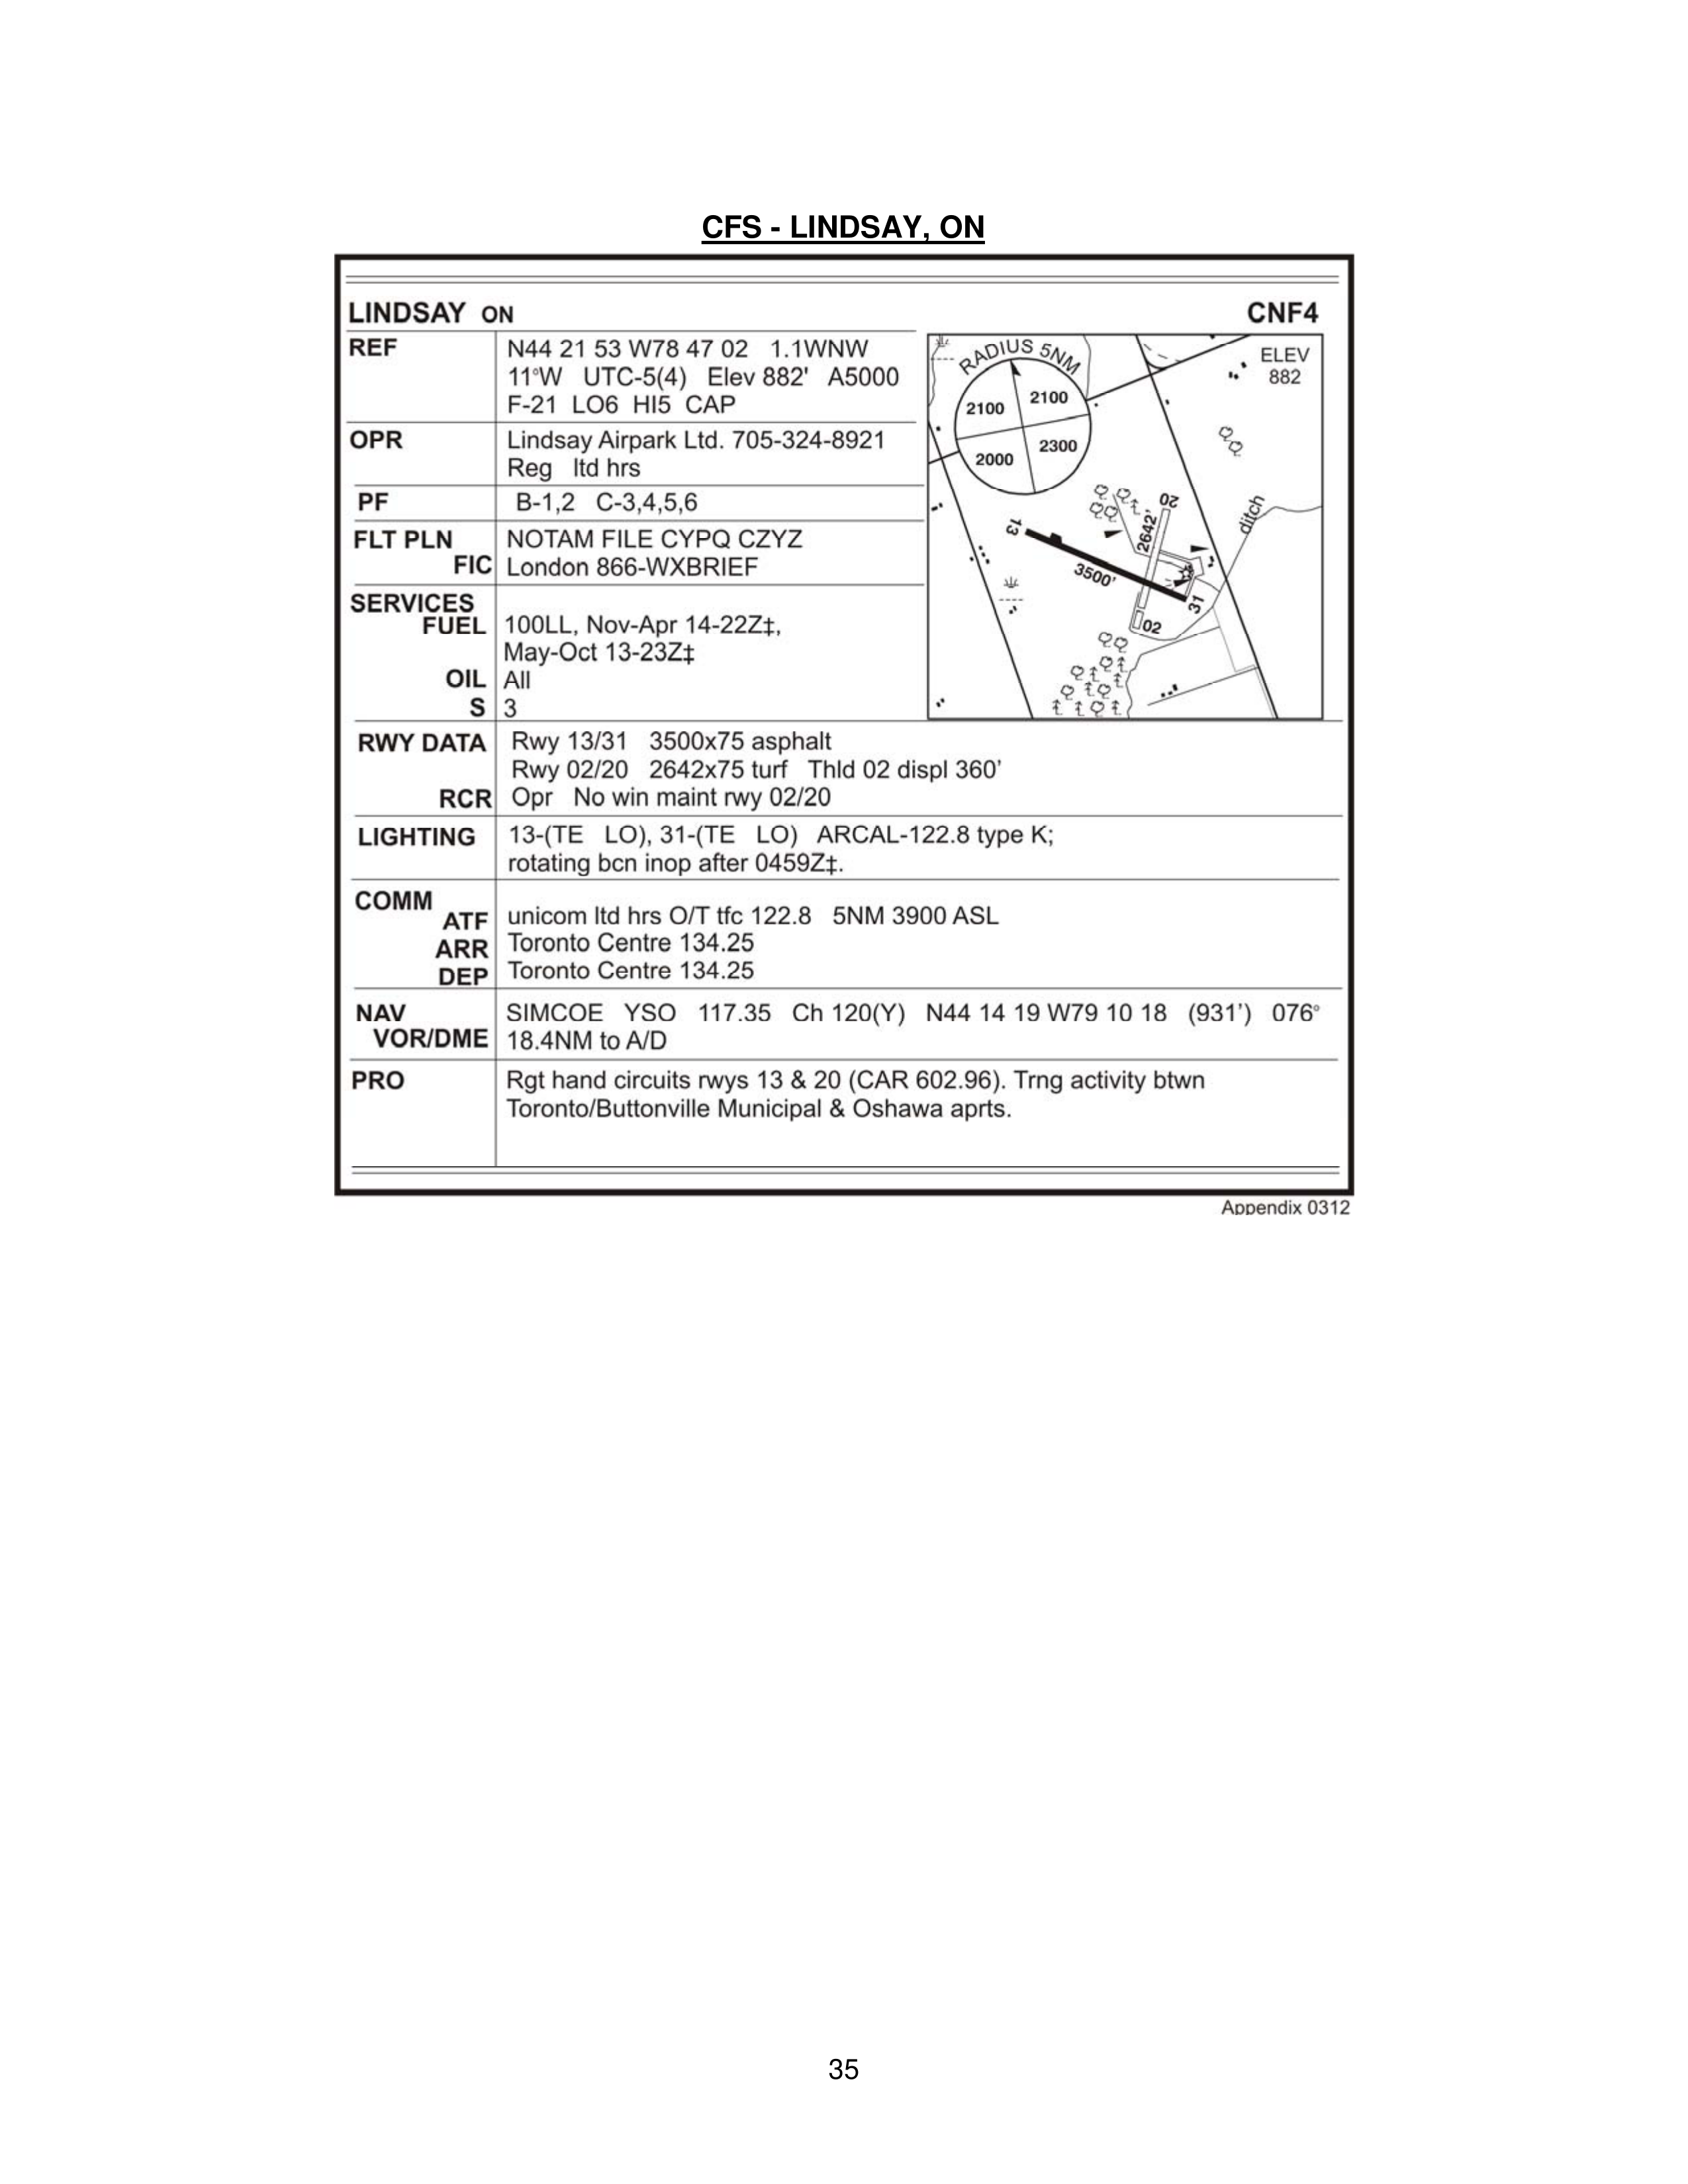 CFS - LINDSAY, ON
LINDSAY ON
CNF4
REF
N44 21 53 W78 47 02 1.1WNW
11°W UTC-5(4) Elev 882' A5000
F-21 LO6 HI5 CAP
OPR
Lindsay Airpark Ltd. 705-324-8921
Reg ltd hrs
PF
B-1,2 C-3,4,5,6
FLT PLN
NOTAM FILE CYPQ CZYZ
FIC
London 866-WXBRIEF
SERVICES
FUEL
100LL, Nov-Apr 14-22Z‡,
May-Oct 13-23Z‡
OIL
All
S
3
RADIUS 5NM
2100
2100
2000
2300
ELEV
882
13
3500'
31
20
2642'
02
ditch
RWY DATA
Rwy 13/31 3500x75 asphalt
Rwy 02/20 2642x75 turf Thld 02 displ 360’
RCR
Opr No win maint rwy 02/20
LIGHTING
13-(TE LO), 31-(TE LO) ARCAL-122.8 type K;
rotating bcn inop after 0459Z‡.
COMM
ATF
unicom ltd hrs O/T tfc 122.8 5NM 3900 ASL
ARR
Toronto Centre 134.25
DEP
Toronto Centre 134.25
NAV
VOR/DME
SIMCOE YSO 117.35 Ch 120(Y) N44 14 19 W79 10 18 (931’) 076°
18.4NM to A/D
PRO
Rgt hand circuits rwys 13 & 20 (CAR 602.96). Trng activity btwn
Toronto/Buttonville Municipal & Oshawa aprts.
Appendix 0312
35